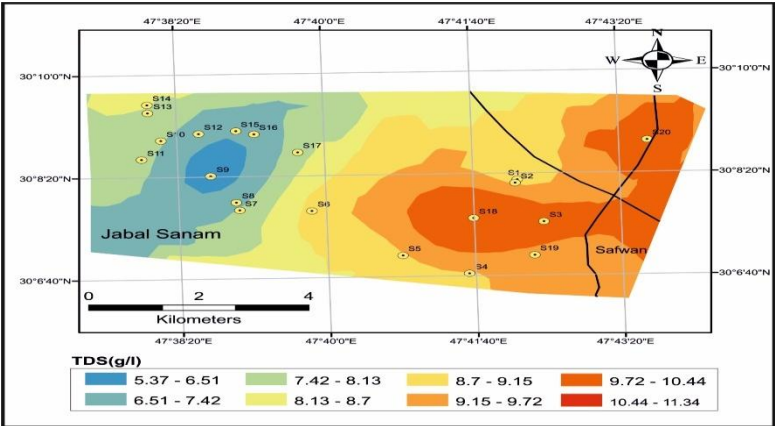 47°38'20"E 47°40'0"E 47°41'40"E 47°43'20"E
N
W E
S
30°10'0"N 30°10'0"N
S14
S13
S10 S12 S15 S16 S20
S11 S17
S9 S1 S2
30°8'20"N 30°8'20"N
S8
S7 S6 S18 S3
Jabal Sanam Safwan
S5 S19
S4
30°6'40"N 30°6'40"N
0 2 4
Kilometers
47°38'20"E 47°40'0"E 47°41'40"E 47°43'20"E
TDS(g/l)
5.37 - 6.51 7.42 - 8.13 8.7 - 9.15 9.72 - 10.44
6.51 - 7.42 8.13 - 8.7 9.15 - 9.72 10.44 - 11.34